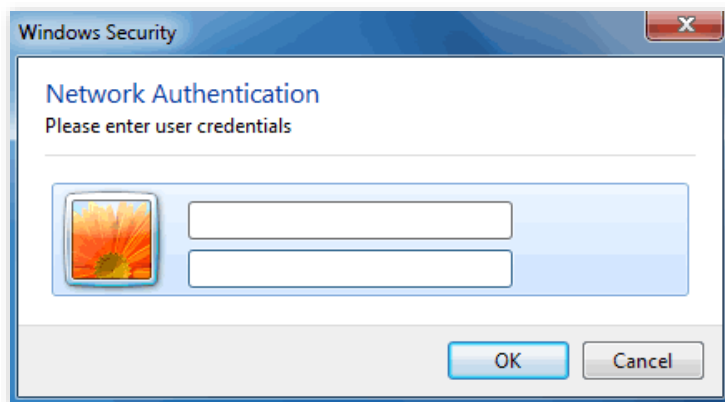 Windows Security
X
Network Authentication
Please enter user credentials
OK
Cancel